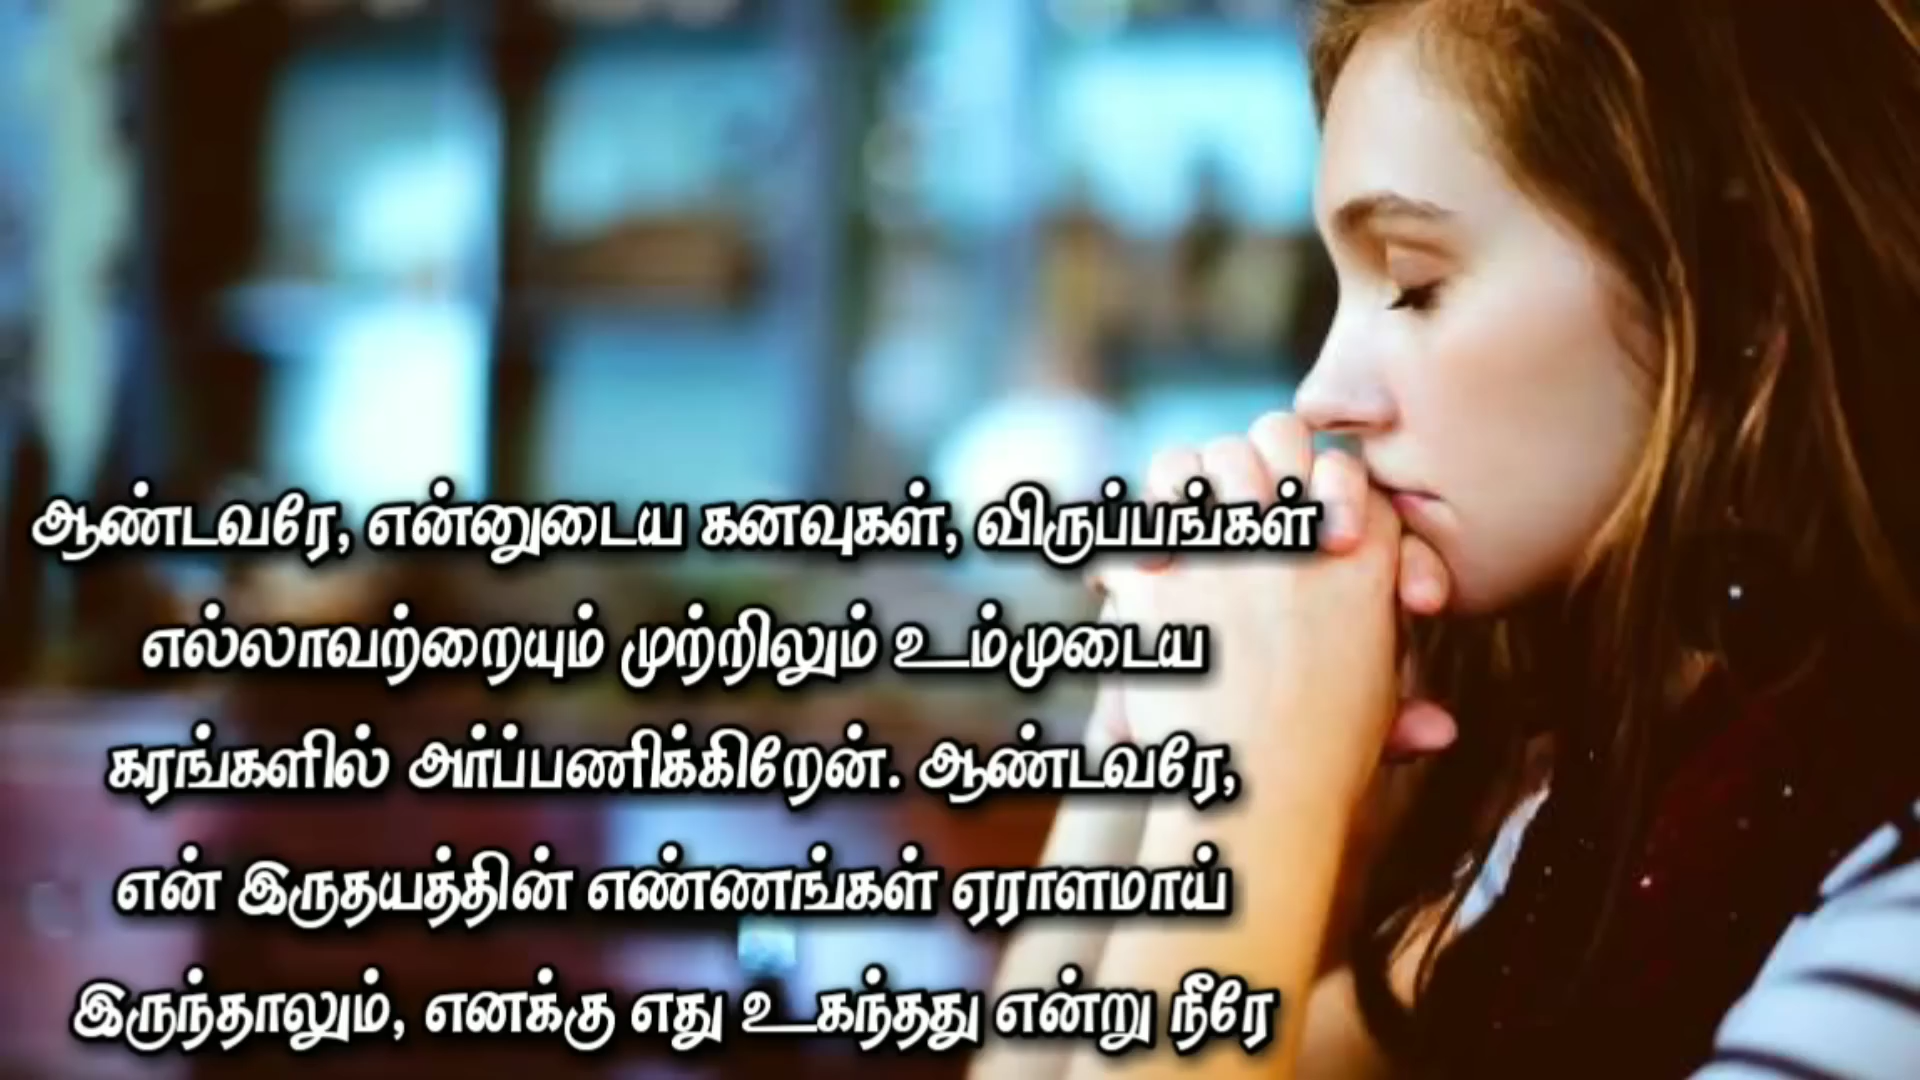 ஆண்டவரே, என்னுடைய கனவுகள், விருப்பங்கள்
எல்லாவற்றையும் முற்றிலும் உம்முடைய
கரங்களில் அர்ப்பணிக்கிறேன். ஆண்டவரே,
என் இருதயத்தின் எண்ணங்கள் ஏராளமாய்
இருந்தாலும், எனக்கு எது உகந்தது என்று நீரே